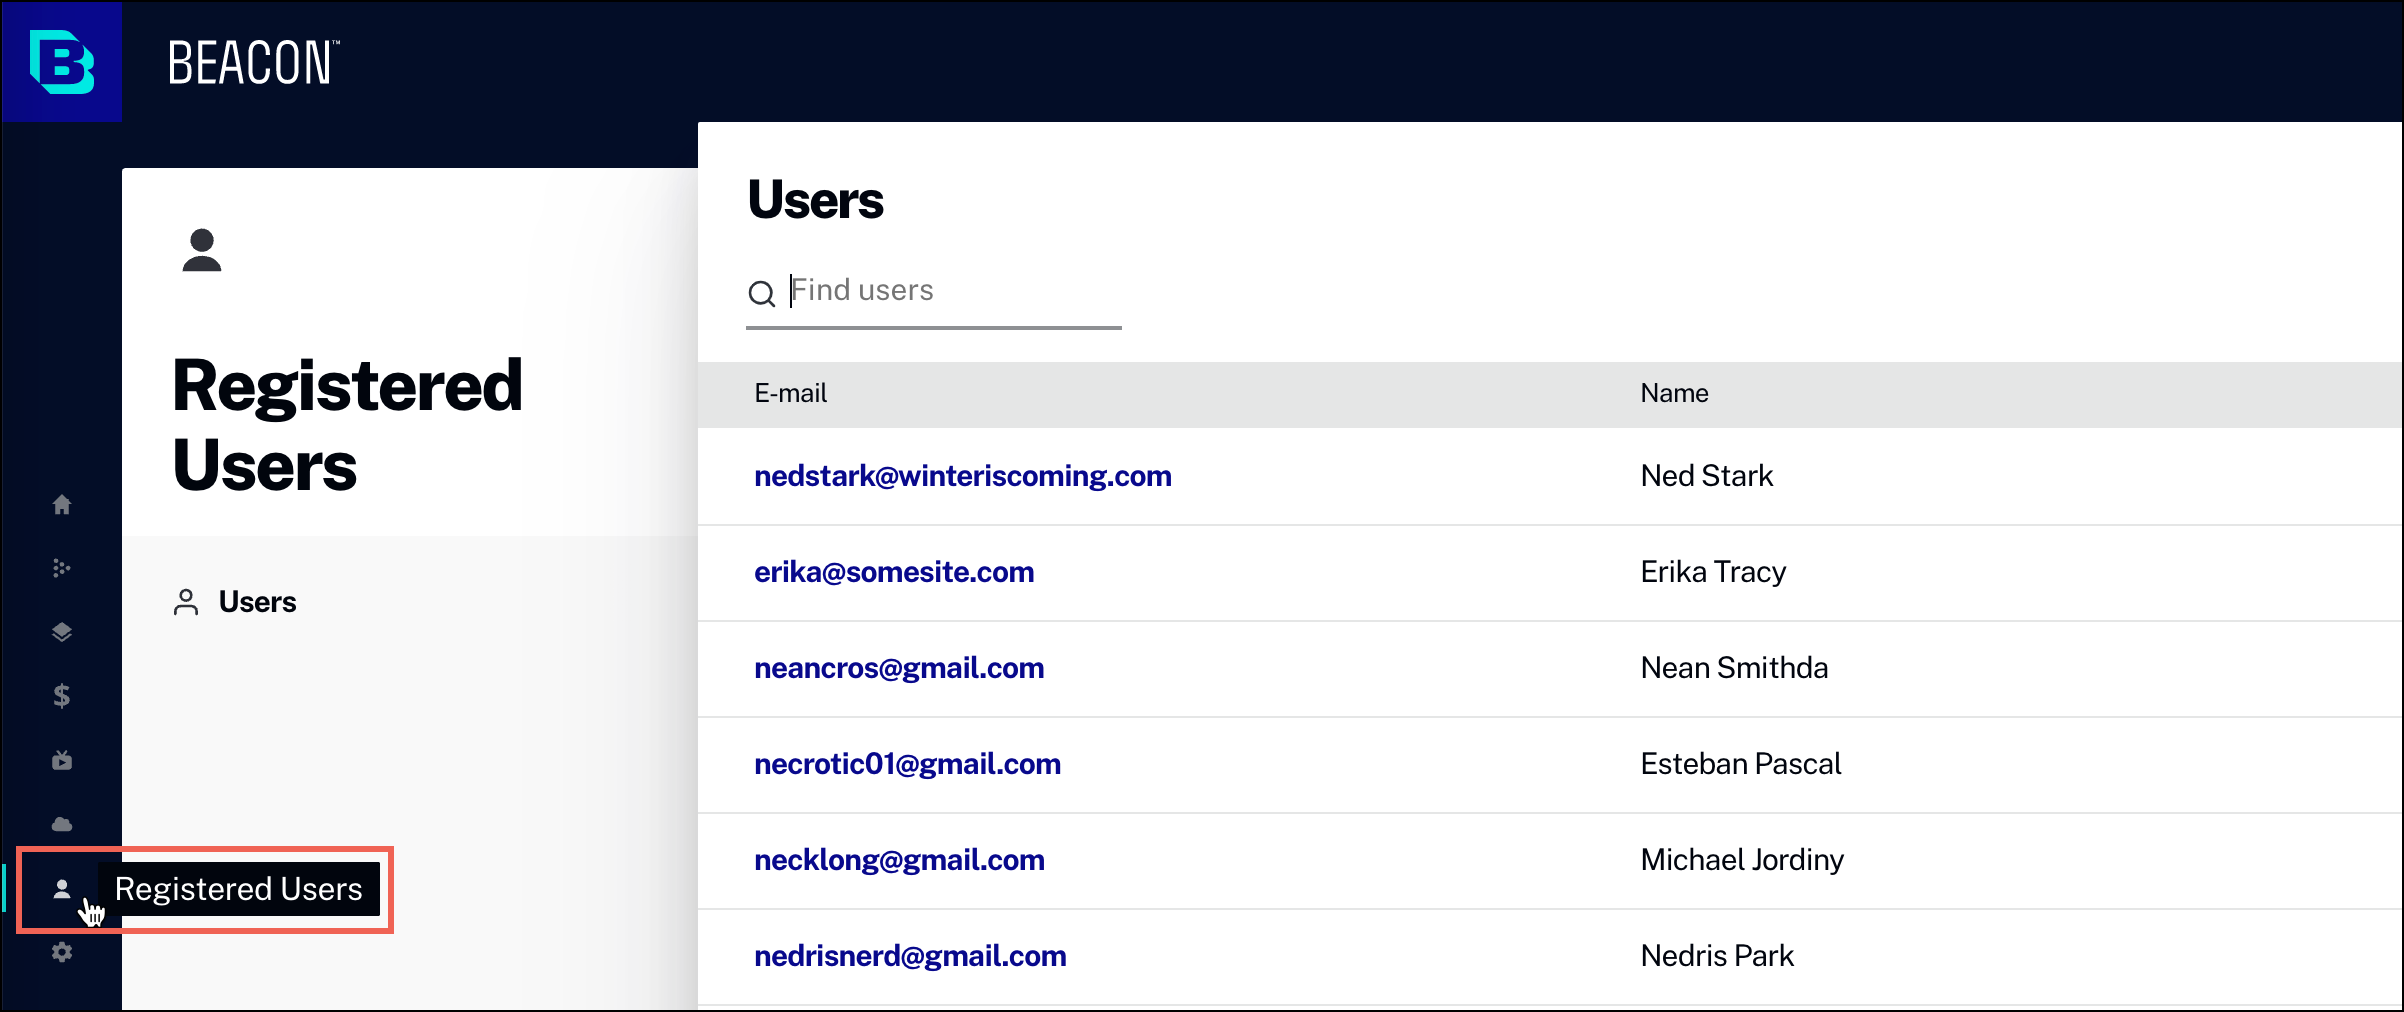 B
BEACON™
Registered
Users
Users
Registered Users
Users
Find users
E-mail Name
nedstark@winteriscoming.com Ned Stark
erika@somesite.com Erika Tracy
neancros@gmail.com Nean Smithda
necrotic01@gmail.com Esteban Pascal
necklong@gmail.com Michael Jordiny
nedrisnerd@gmail.com Nedris Park